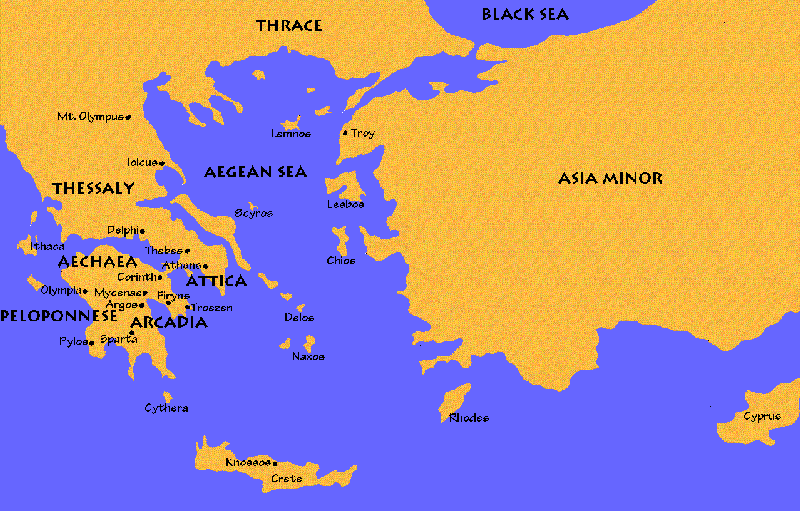 BLACK SEA
THRACE
Mt. Olympus
Lemnos
Troy
Iolcus
AEGEAN SEA
ASIA MINOR
THESSALY
Lesbos
Scyros
Delphi
Ithaca
Thebes
Chios
AECHAEA
Athens
Corinth
ATTICA
Olympia
Mycenae
Tiryns
Argos
Troezen
PELOPONNESE
ARCADIA
Delos
Pylos
Sparta
Naxos
Cythera
Rhodes
Cyprus
Knossos
Crete